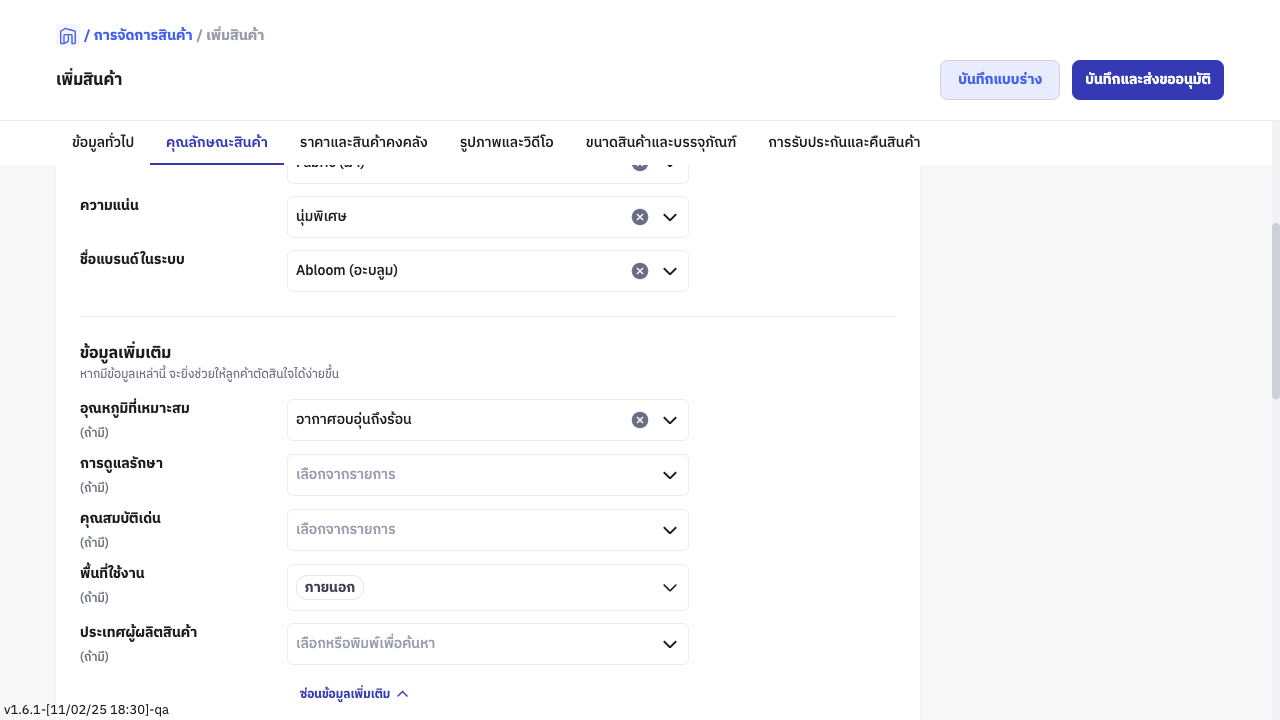 / การจัดการสินค้า / เพิ่มสินค้า
เพิ่มสินค้า
บันทึกแบบร่าง
บันทึกและส่งขออนุมัติ
ข้อมูลทั่วไป คุณลักษณะสินค้า ราคาและสินค้าคงคลัง รูปภาพและวิดีโอ ขนาดสินค้าและบรรจุภัณฑ์ การรับประกันและคืนสินค้า
ความแน่น
นุ่มพิเศษ
ชื่อแบรนด์ในระบบ
Abloom (อะบลูม)
ข้อมูลเพิ่มเติม
หากมีข้อมูลเหล่านี้ จะยิ่งช่วยให้ลูกค้าตัดสินใจได้ง่ายขึ้น
อุณหภูมิที่เหมาะสม
(ถ้ามี)
อากาศอบอุ่นถึงร้อน
การดูแลรักษา
(ถ้ามี)
เลือกจากรายการ
คุณสมบัติเด่น
(ถ้ามี)
เลือกจากรายการ
พื้นที่ใช้งาน
(ถ้ามี)
ภายนอก
ประเทศผู้ผลิตสินค้า
(ถ้ามี)
เลือกหรือพิมพ์เพื่อค้นหา
ซ่อนข้อมูลเพิ่มเติม
v1.6.1-[11/02/25 18:30]-qa